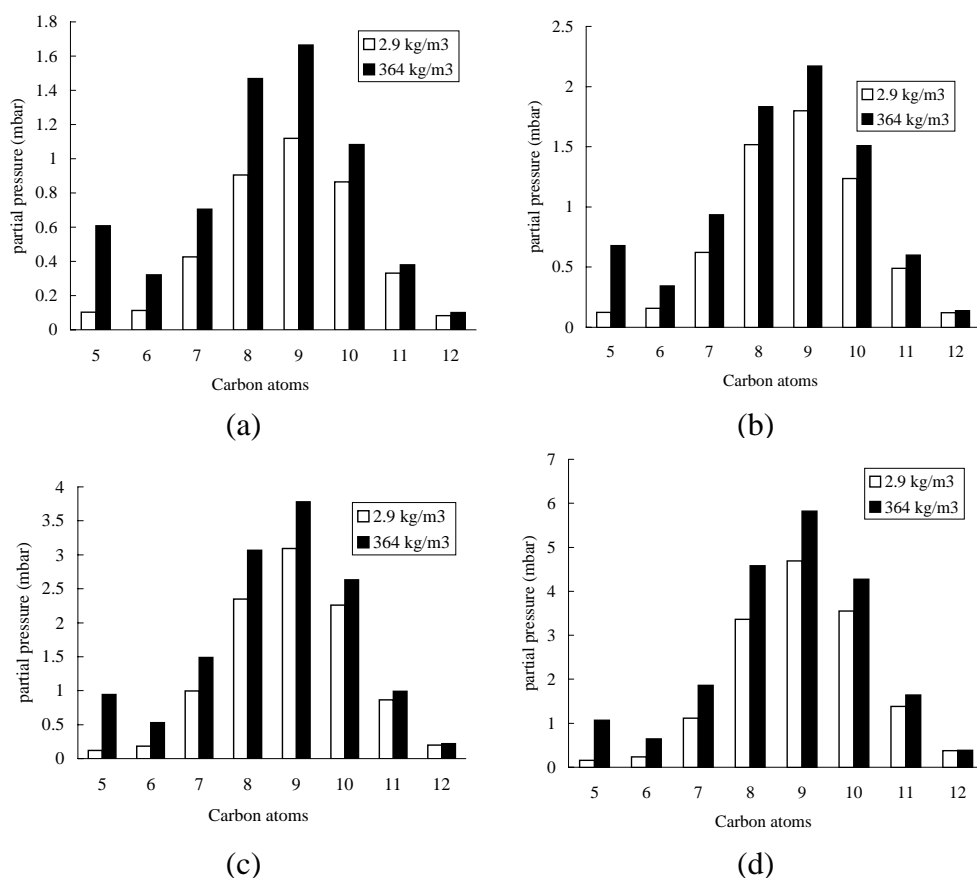 partial pressure (mbar)
1.8
1.6
1.4
1.2
1
0.8
0.6
0.4
0.2
0
2.9 kg/m3
364 kg/m3
5 6 7 8 9 10 11 12
Carbon atoms
(a)
partial pressure (mbar)
2.5
2
1.5
1
0.5
0
2.9 kg/m3
364 kg/m3
5 6 7 8 9 10 11 12
Carbon atoms
(b)
partial pressure (mbar)
4
3.5
3
2.5
2
1.5
1
0.5
0
2.9 kg/m3
364 kg/m3
5 6 7 8 9 10 11 12
Carbon atoms
(c)
partial pressure (mbar)
7
6
5
4
3
2
1
0
2.9 kg/m3
364 kg/m3
5 6 7 8 9 10 11 12
Carbon atoms
(d)